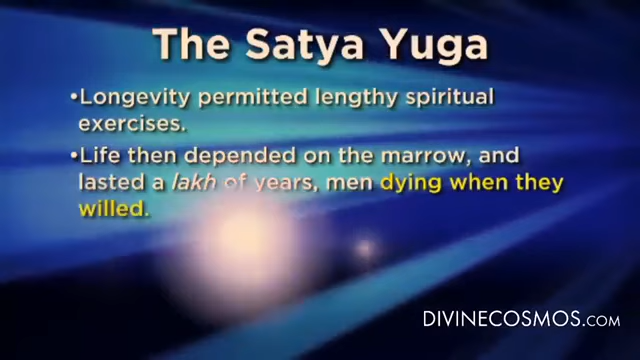 The Satya Yuga
•Longevity permitted lengthy spiritual
exercises.
•Life then depended on the marrow, and
lasted a lakh of years, men dying when they
willed.
DIVINECOSMOS.COM